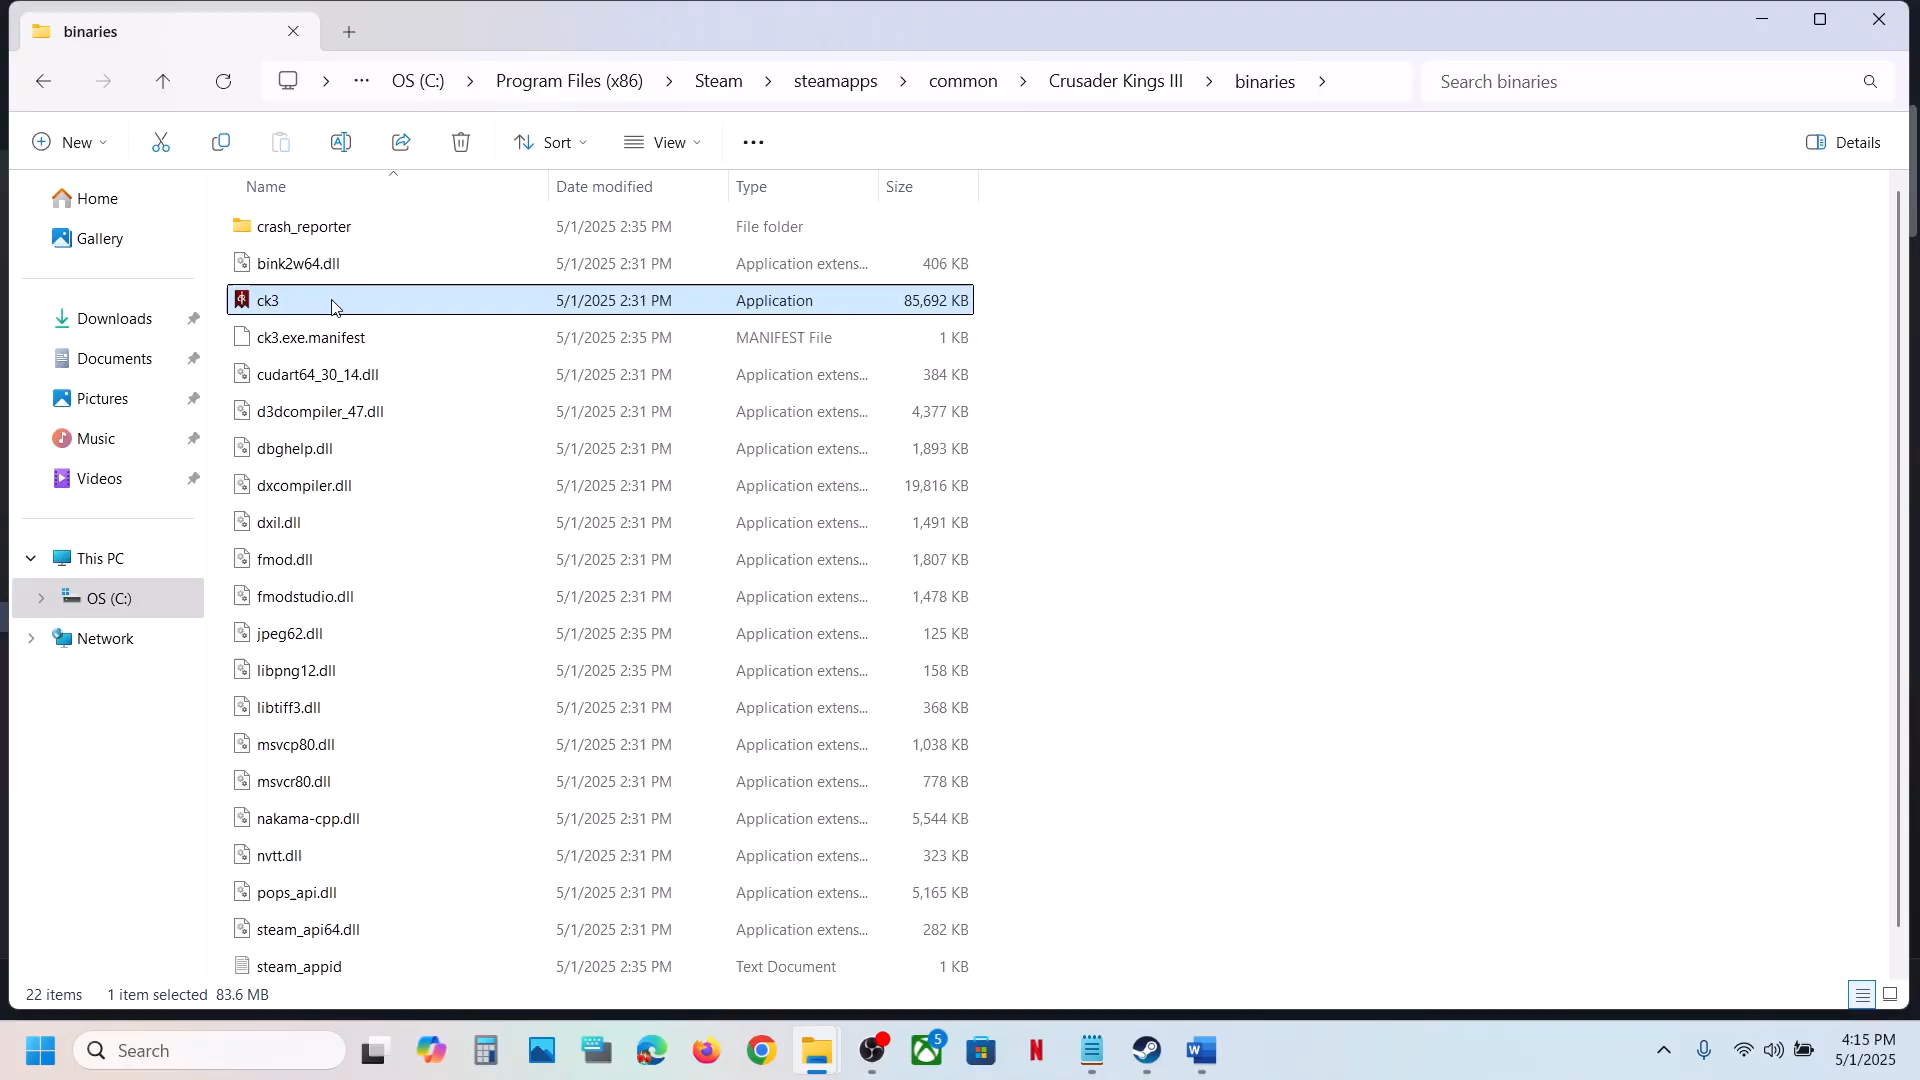 binaries
OS (C:) Program Files (x86) Steam steamapps common Crusader Kings III binaries
Search binaries
New Sort View Details
Name Date modified Type Size
crash_reporter 5/1/2025 2:35 PM File folder
bink2w64.dll 5/1/2025 2:31 PM Application extens... 406 KB
ck3 5/1/2025 2:31 PM Application 85,692 KB
ck3.exe.manifest 5/1/2025 2:35 PM MANIFEST File 1 KB
cudart64_30_14.dll 5/1/2025 2:31 PM Application extens... 384 KB
d3dcompiler_47.dll 5/1/2025 2:31 PM Application extens... 4,377 KB
dbghelp.dll 5/1/2025 2:31 PM Application extens... 1,893 KB
dxcompiler.dll 5/1/2025 2:31 PM Application extens... 19,816 KB
dxil.dll 5/1/2025 2:31 PM Application extens... 1,491 KB
fmod.dll 5/1/2025 2:31 PM Application extens... 1,807 KB
fmodstudio.dll 5/1/2025 2:31 PM Application extens... 1,478 KB
jpeg62.dll 5/1/2025 2:35 PM Application extens... 125 KB
libpng12.dll 5/1/2025 2:35 PM Application extens... 158 KB
libtiff3.dll 5/1/2025 2:31 PM Application extens... 368 KB
msvcp80.dll 5/1/2025 2:31 PM Application extens... 1,038 KB
msvcr80.dll 5/1/2025 2:31 PM Application extens... 778 KB
nakama-cpp.dll 5/1/2025 2:31 PM Application extens... 5,544 KB
nvtt.dll 5/1/2025 2:31 PM Application extens... 323 KB
pops_api.dll 5/1/2025 2:31 PM Application extens... 5,165 KB
steam_api64.dll 5/1/2025 2:31 PM Application extens... 282 KB
steam_appid 5/1/2025 2:35 PM Text Document 1 KB
Home
Gallery
Downloads
Documents
Pictures
Music
Videos
This PC
OS (C:)
Network
22 items 1 item selected 83.6 MB
Search
5
4:15 PM
5/1/2025